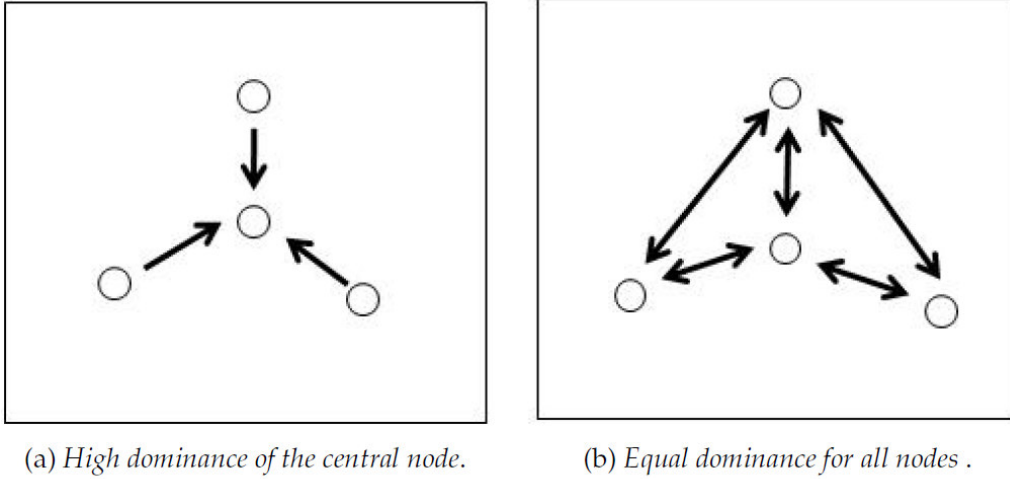 (a) High dominance of the central node.
(b) Equal dominance for all nodes .